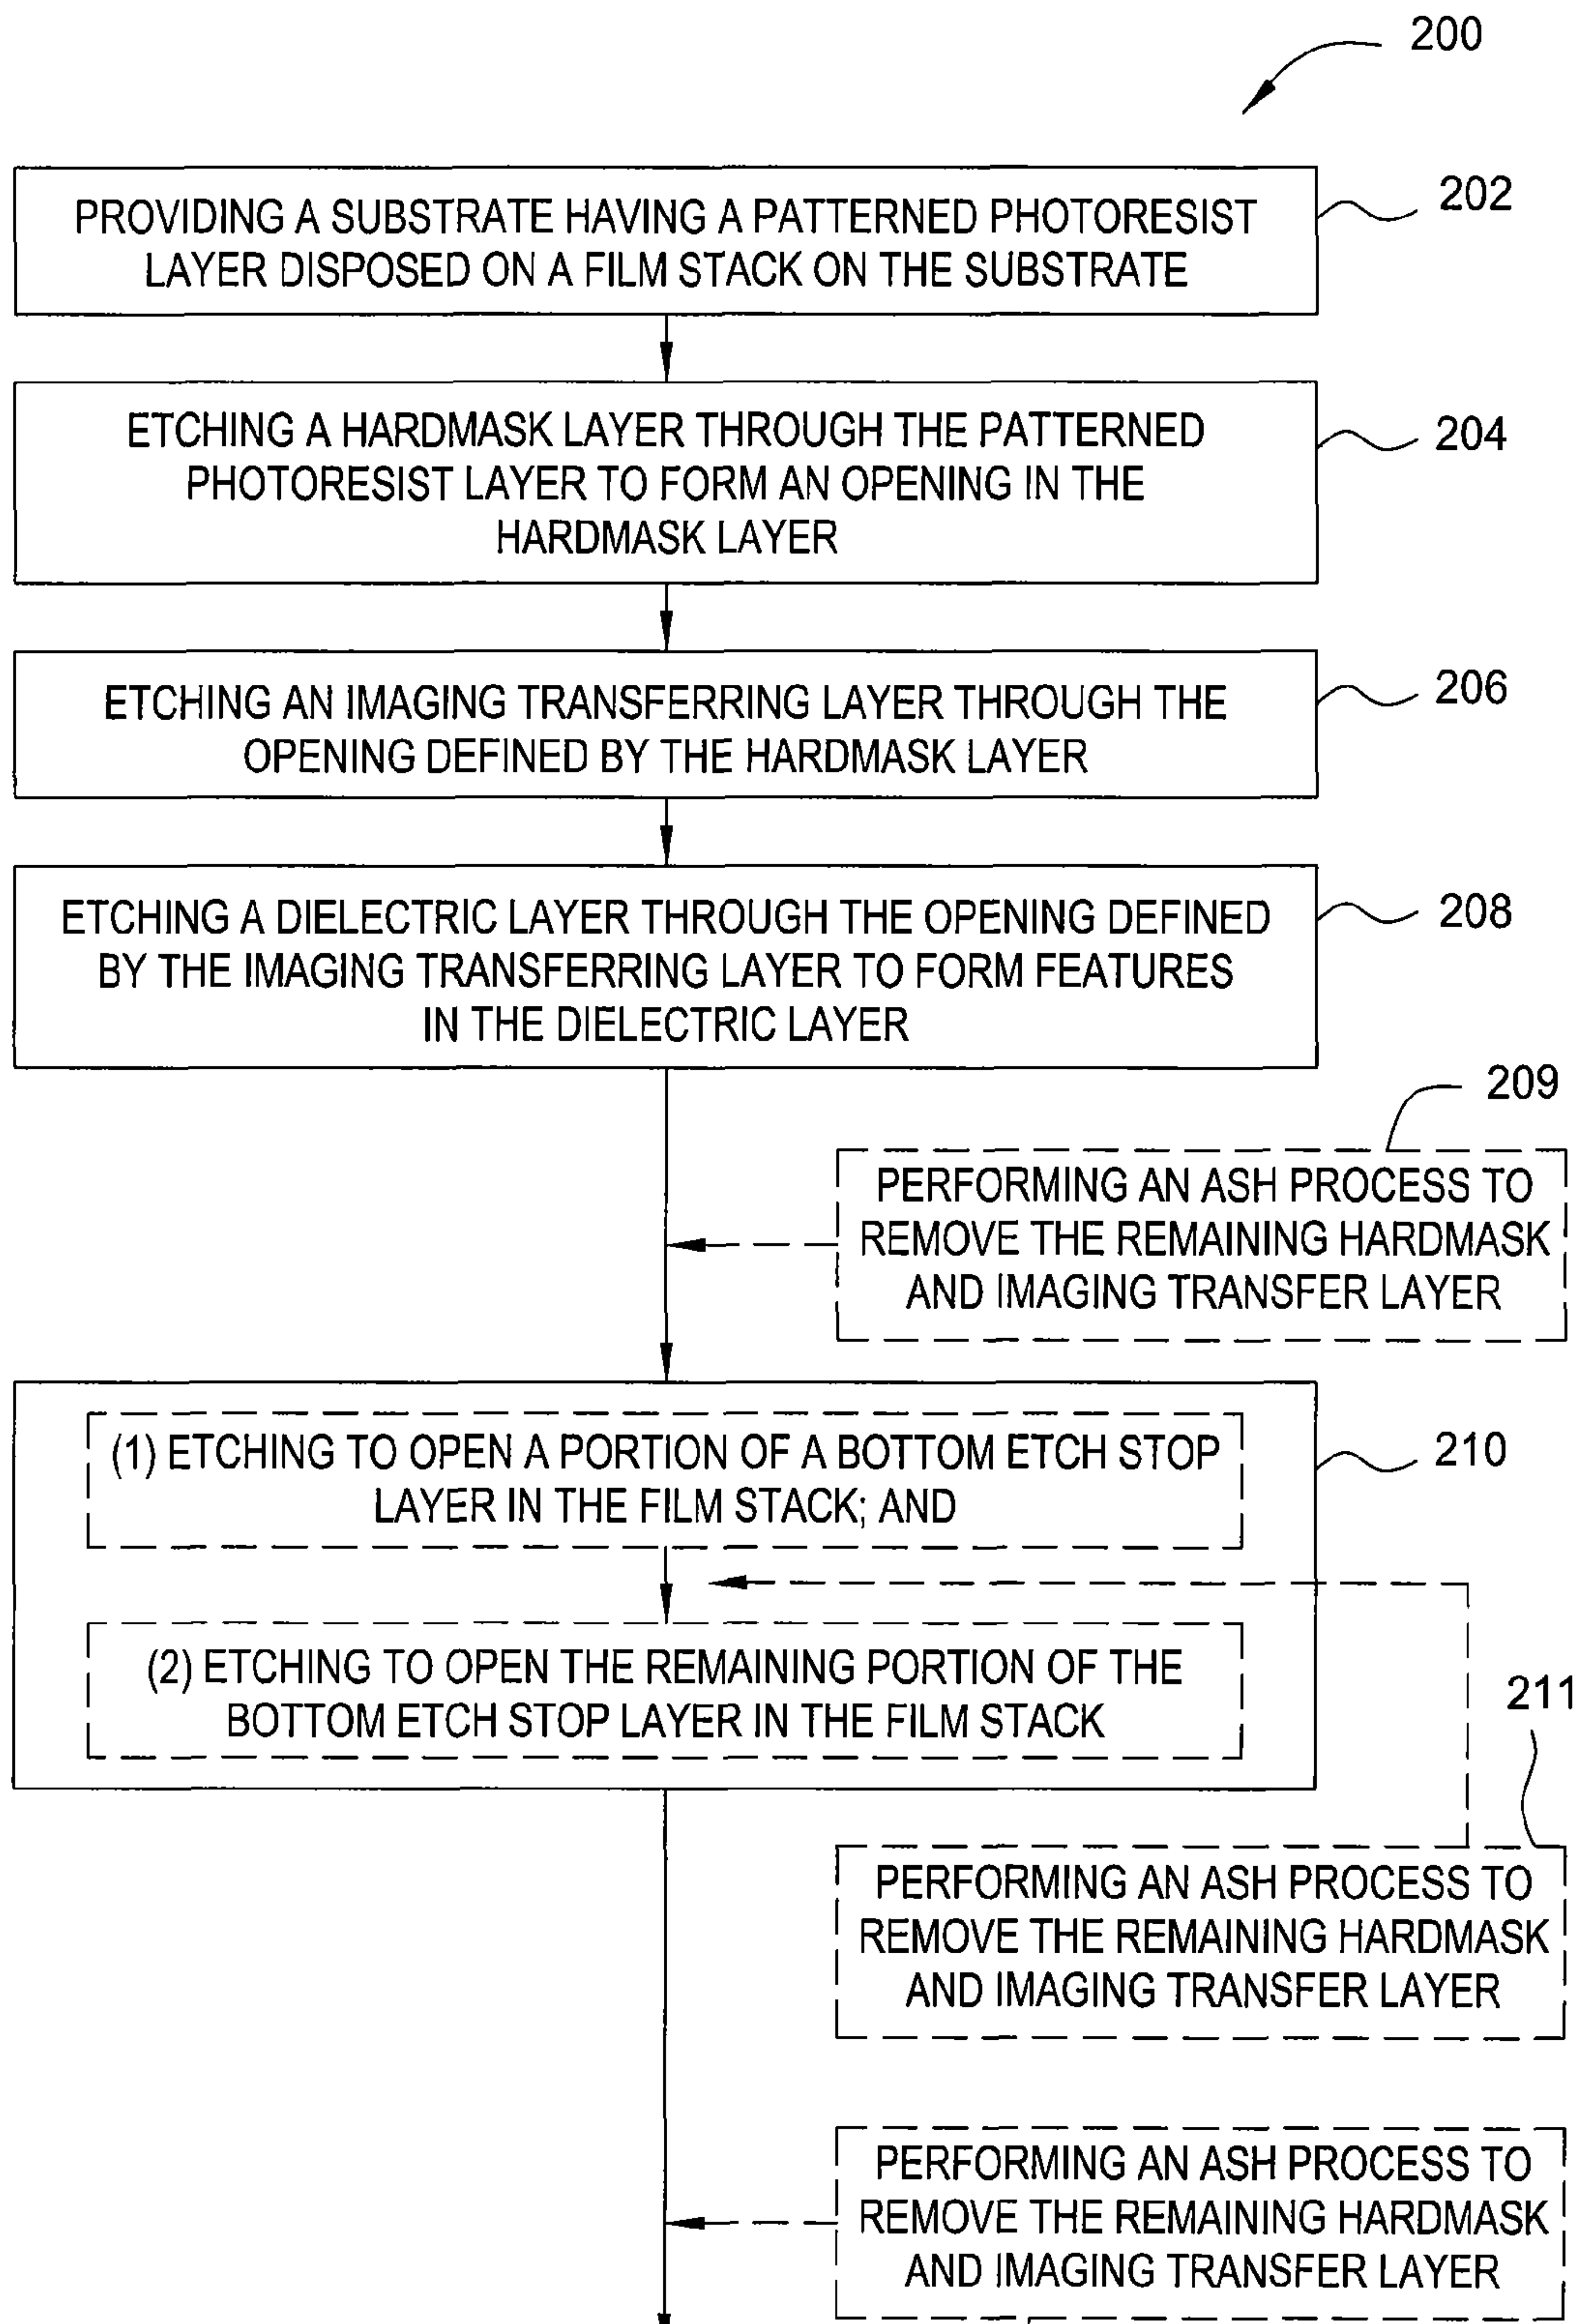 200
PROVIDING A SUBSTRATE HAVING A PATTERNED PHOTORESIST
LAYER DISPOSED ON A FILM STACK ON THE SUBSTRATE
202
ETCHING A HARDMASK LAYER THROUGH THE PATTERNED
PHOTORESIST LAYER TO FORM AN OPENING IN THE
HARDMASK LAYER
204
ETCHING AN IMAGING TRANSFERRING LAYER THROUGH THE
OPENING DEFINED BY THE HARDMASK LAYER
206
ETCHING A DIELECTRIC LAYER THROUGH THE OPENING DEFINED
BY THE IMAGING TRANSFERRING LAYER TO FORM FEATURES
IN THE DIELECTRIC LAYER
208
209
PERFORMING AN ASH PROCESS TO
REMOVE THE REMAINING HARDMASK
AND IMAGING TRANSFER LAYER
(1) ETCHING TO OPEN A PORTION OF A BOTTOM ETCH STOP
LAYER IN THE FILM STACK; AND
210
(2) ETCHING TO OPEN THE REMAINING PORTION OF THE
BOTTOM ETCH STOP LAYER IN THE FILM STACK
211
PERFORMING AN ASH PROCESS TO
REMOVE THE REMAINING HARDMASK
AND IMAGING TRANSFER LAYER
PERFORMING AN ASH PROCESS TO
REMOVE THE REMAINING HARDMASK
AND IMAGING TRANSFER LAYER